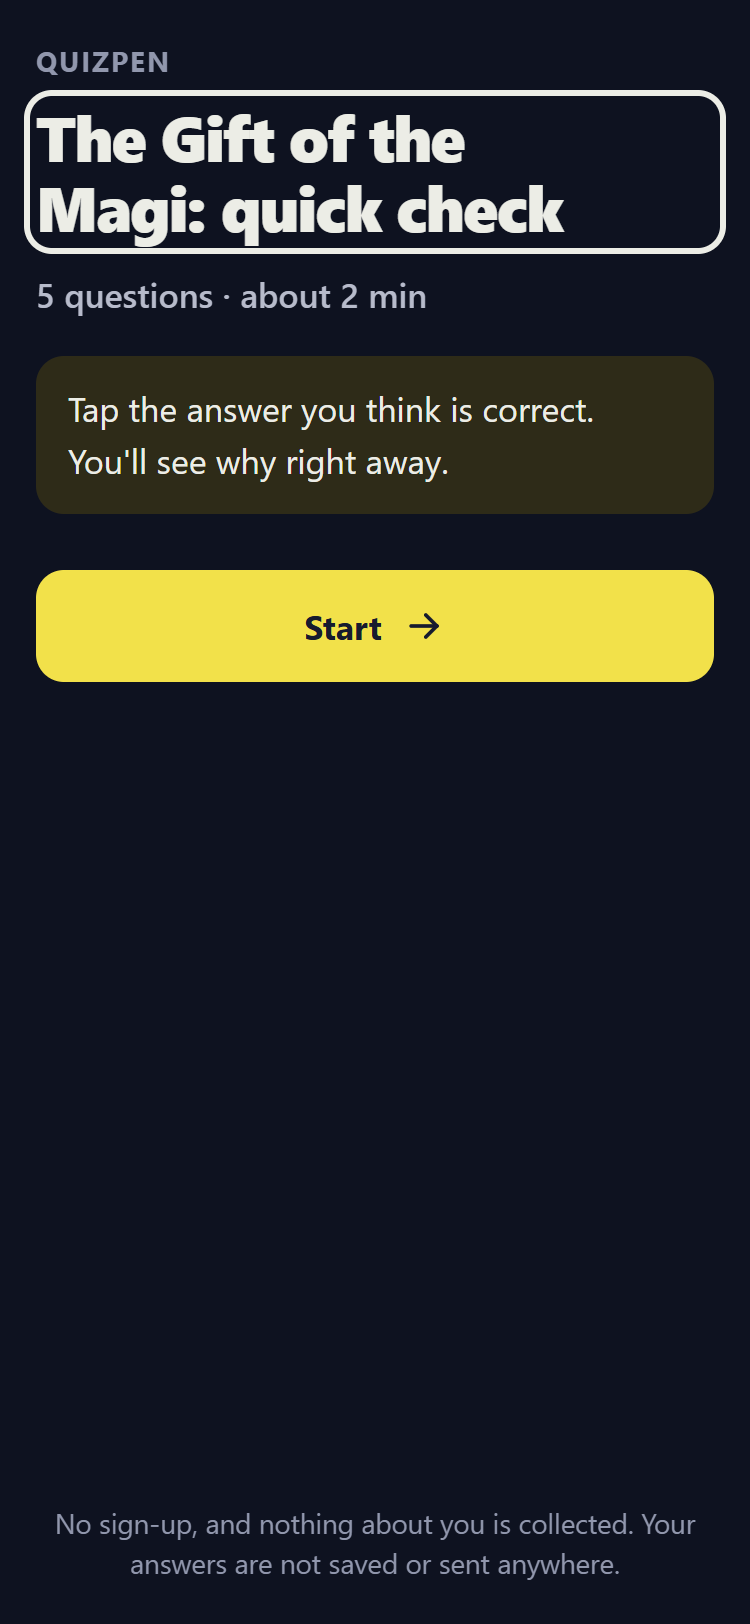 QUIZPEN
The Gift of the
Magi: quick check
5 questions · about 2 min
Tap the answer you think is correct.
You'll see why right away.
Start →
No sign-up, and nothing about you is collected. Your
answers are not saved or sent anywhere.